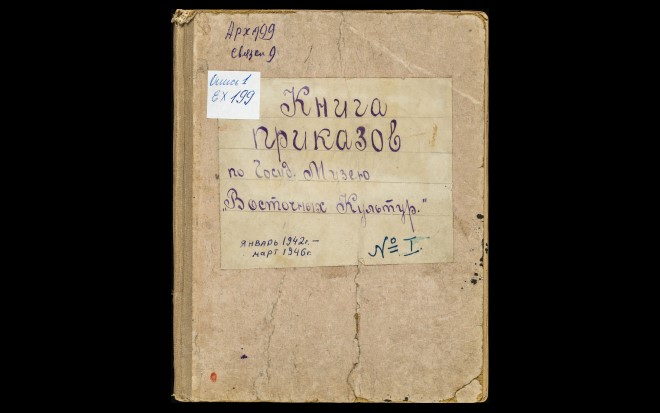 Арх 199
Связка 9
Опись 1
ЕХ 199
Книга
приказов
по Госуд. Музею
„Восточных Культур."
ЯНВАРЬ 1942г.–
МАРТ 1946г.
№ I.